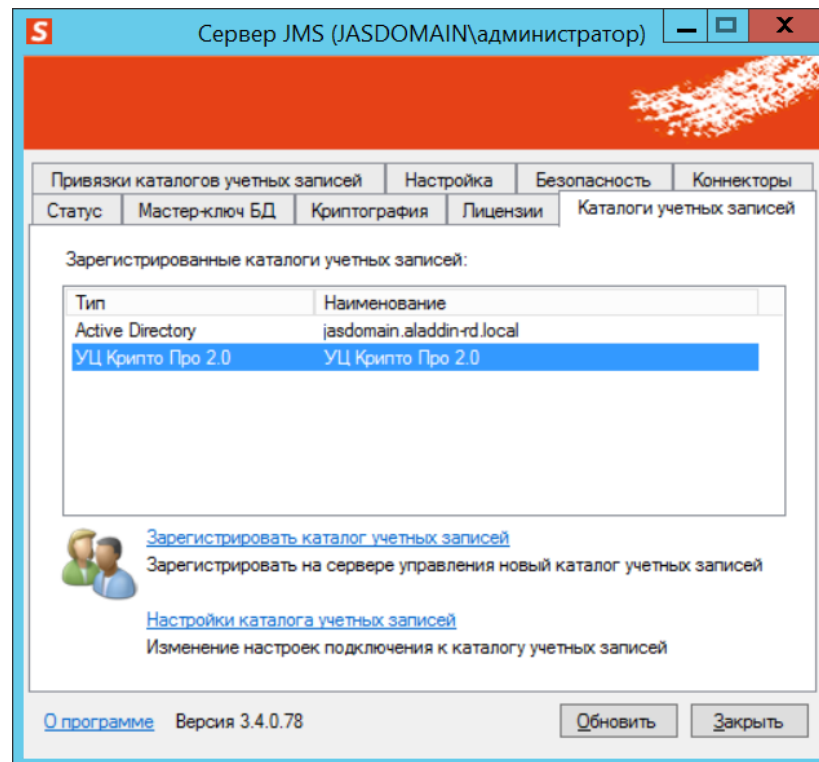 Сервер JMS (JASDOMAIN\администратор)
Привязки каталогов учетных записей Настройка Безопасность Коннекторы
Статус Мастер-ключ БД Криптография Лицензии Каталоги учетных записей
Зарегистрированные каталоги учетных записей:
Тип Наименование
Active Directory jasdomain.aladdin-rd.local
УЦ Крипто Про 2.0 УЦ Крипто Про 2.0
Зарегистрировать каталог учетных записей
Зарегистрировать на сервере управления новый каталог учетных записей
Настройки каталога учетных записей
Изменение настроек подключения к каталогу учетных записей
О программе Версия 3.4.0.78 Обновить Закрыть